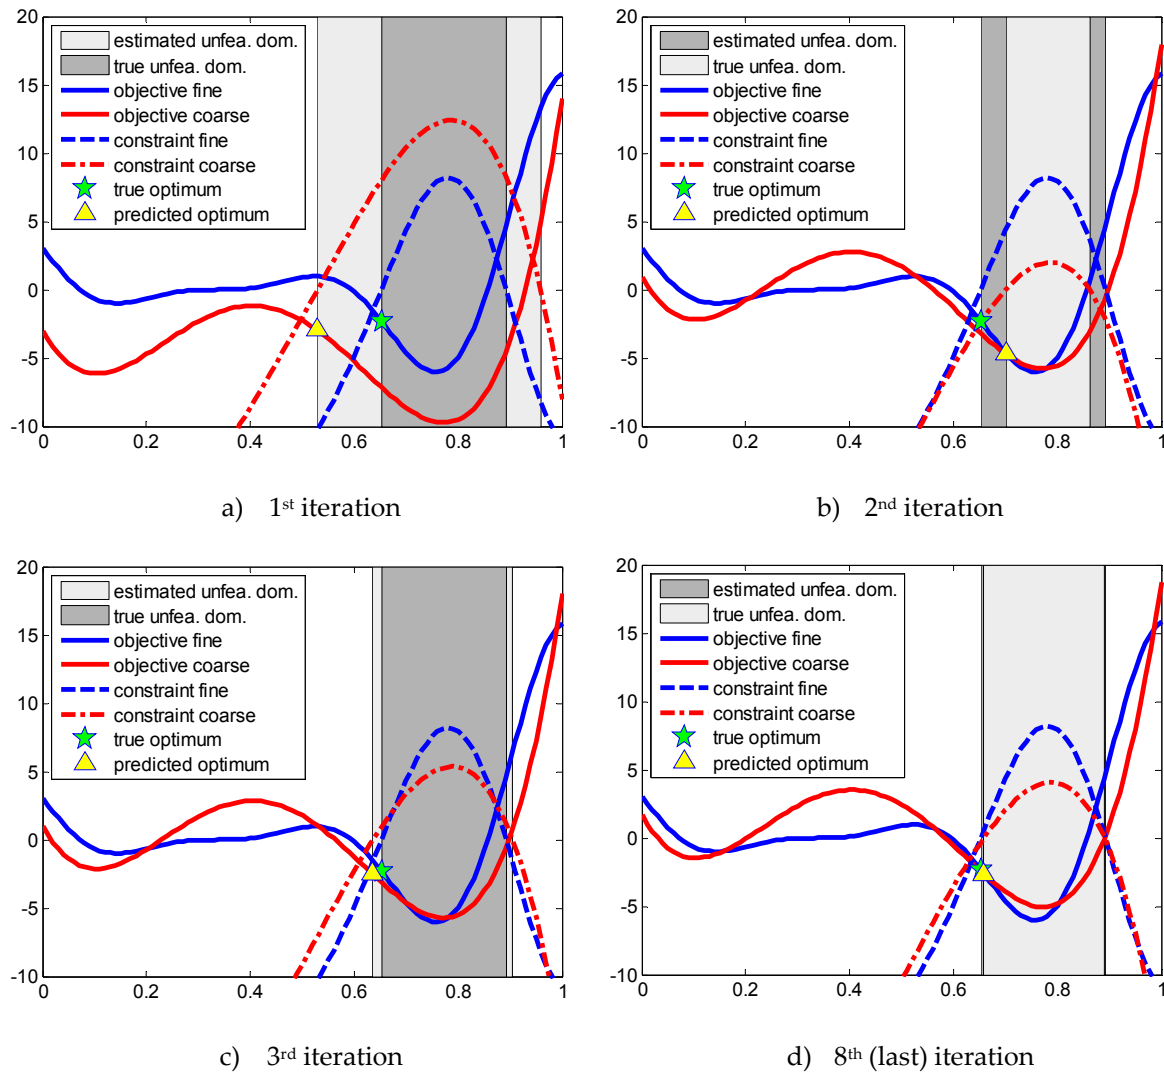 20
15
10
5
0
-5
-10
0 0.2 0.4 0.6 0.8 1
estimated unfea. dom.
true unfea. dom.
objective fine
objective coarse
constraint fine
constraint coarse
true optimum
predicted optimum
a) 1st iteration
20
15
10
5
0
-5
-10
0 0.2 0.4 0.6 0.8 1
estimated unfea. dom.
true unfea. dom.
objective fine
objective coarse
constraint fine
constraint coarse
true optimum
predicted optimum
b) 2nd iteration
20
15
10
5
0
-5
-10
0 0.2 0.4 0.6 0.8 1
estimated unfea. dom.
true unfea. dom.
objective fine
objective coarse
constraint fine
constraint coarse
true optimum
predicted optimum
c) 3rd iteration
20
15
10
5
0
-5
-10
0 0.2 0.4 0.6 0.8 1
estimated unfea. dom.
true unfea. dom.
objective fine
objective coarse
constraint fine
constraint coarse
true optimum
predicted optimum
d) 8th (last) iteration